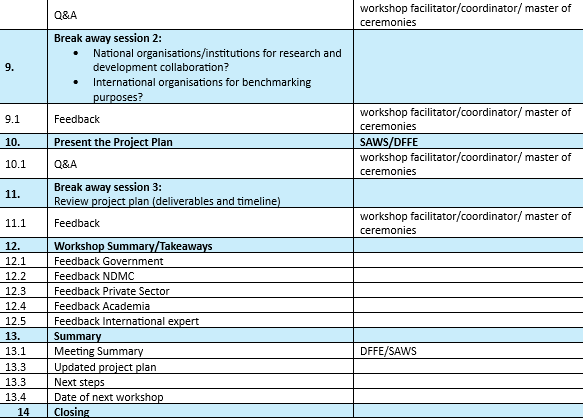 Q&A workshop facilitator/coordinator/ master of
ceremonies
Break away session 2:
• National organisations/institutions for research and
9. development collaboration?
• International organisations for benchmarking
purposes?
9.1 Feedback workshop facilitator/coordinator/ master of
ceremonies
10. Present the Project Plan SAWS/DFFE
10.1 Q&A workshop facilitator/coordinator/ master of
ceremonies
11. Break away session 3:
Review project plan (deliverables and timeline)
11.1 Feedback workshop facilitator/coordinator/ master of
ceremonies
12. Workshop Summary/Takeaways
12.1 Feedback Government
12.2 Feedback NDMC
12.3 Feedback Private Sector
12.4 Feedback Academia
12.5 Feedback International expert
13. Summary
13.1 Meeting Summary DFFE/SAWS
13.3 Updated project plan
13.3 Next steps
13.4 Date of next workshop
14 Closing